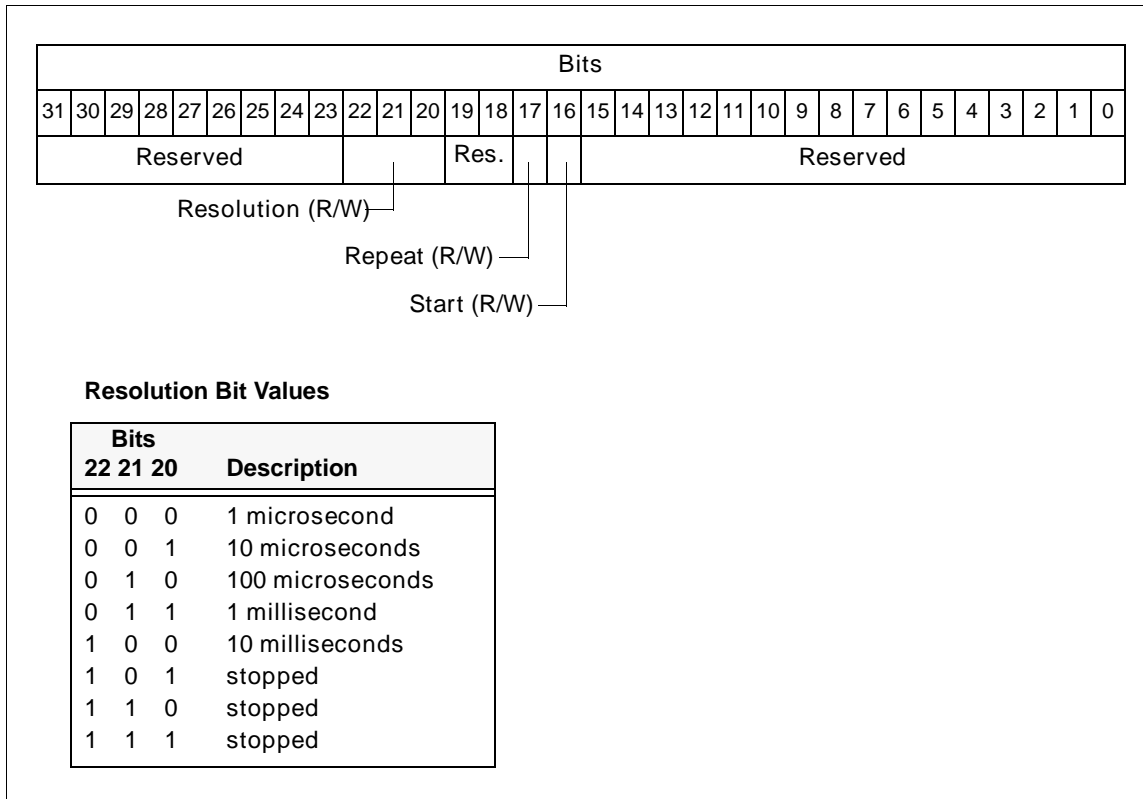 Bits
31 30 29 28 27 26 25 24 23 22 21 20 19 18 17 16 15 14 13 12 11 10 9 8 7 6 5 4 3 2 1 0
Reserved Res. Reserved
Resolution (R/W)
Repeat (R/W)
Start (R/W)
Resolution Bit Values
Bits
22 21 20 Description
0 0 0 1 microsecond
0 0 1 10 microseconds
0 1 0 100 microseconds
0 1 1 1 millisecond
1 0 0 10 milliseconds
1 0 1 stopped
1 1 0 stopped
1 1 1 stopped